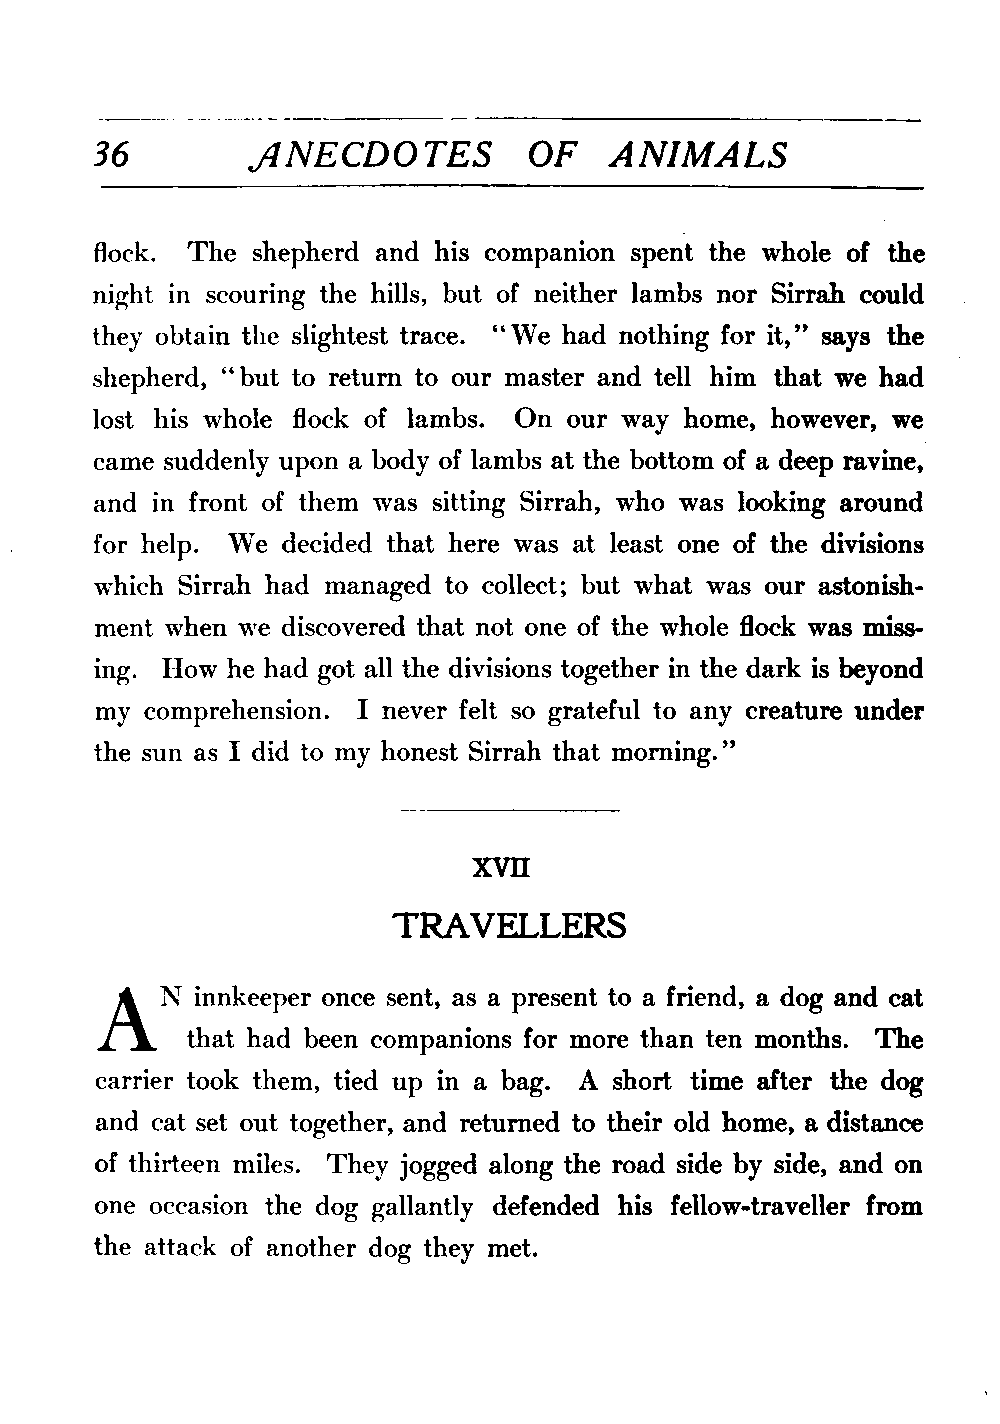 36 ANECDOTES OF ANIMALS
flock. The shepherd and his companion spent the whole of the
night in scouring the hills, but of neither lambs nor Sirrah could
they obtain the slightest trace. “We had nothing for it,” says the
shepherd, “but to return to our master and tell him that we had
lost his whole flock of lambs. On our way home, however, we
came suddenly upon a body of lambs at the bottom of a deep ravine,
and in front of them was sitting Sirrah, who was looking around
for help. We decided that here was at least one of the divisions
which Sirrah had managed to collect; but what was our astonish-
ment when we discovered that not one of the whole flock was miss-
ing. How he had got all the divisions together in the dark is beyond
my comprehension. I never felt so grateful to any creature under
the sun as I did to my honest Sirrah that morning.”
XVII
TRAVELLERS
AN innkeeper once sent, as a present to a friend, a dog and cat
that had been companions for more than ten months. The
carrier took them, tied up in a bag. A short time after the dog
and cat set out together, and returned to their old home, a distance
of thirteen miles. They jogged along the road side by side, and on
one occasion the dog gallantly defended his fellow-traveller from
the attack of another dog they met.